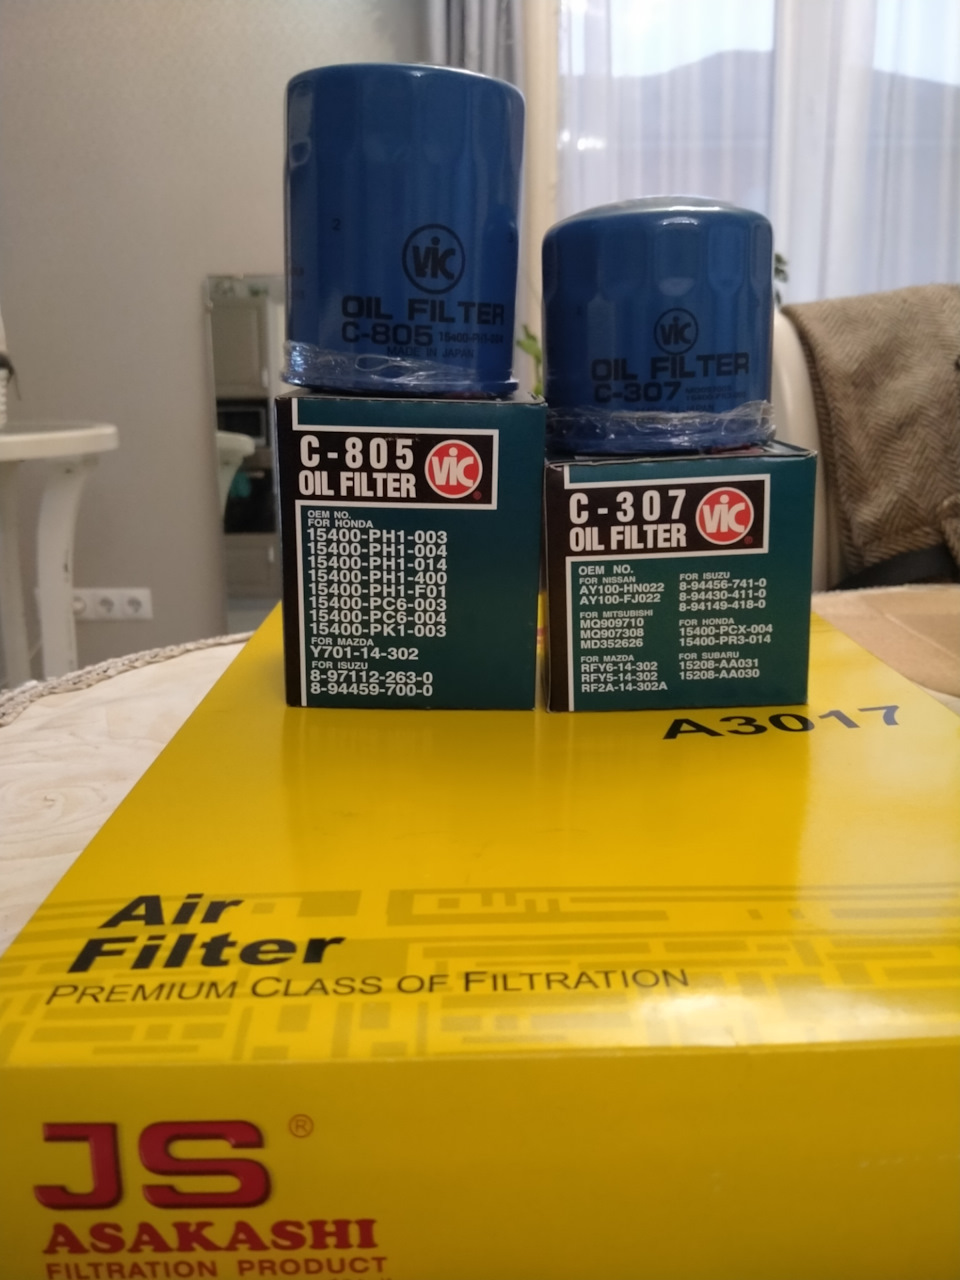 2
VIC
OIL FILTER
C-805
MADE IN JAPAN
VIC
OIL FILTER
C-307
C-805
OIL FILTER
VIC
®
OEM NO.
FOR HONDA
15400-PH1-003
15400-PH1-004
15400-PH1-014
15400-PH1-400
15400-PH1-F01
15400-PC6-003
15400-PC6-004
15400-PK1-003
FOR MAZDA
Y701-14-302
FOR ISUZU
8-97112-263-0
8-94459-700-0
C-307
OIL FILTER
VIC
®
OEM NO.
FOR NISSAN
AY100-HN022
AY100-FJ022
FOR MITSUBISHI
MQ909710
MQ907308
MD352626
FOR MAZDA
RFY6-14-302
RFY5-14-302
RF2A-14-302A
FOR ISUZU
8-94456-741-0
8-94430-411-0
8-94149-418-0
FOR HONDA
15400-PCX-004
15400-PR3-014
FOR SUBARU
15208-AA031
15208-AA030
A3017
Air
Filter
PREMIUM CLASS OF FILTRATION
JS ®
ASAKASHI
FILTRATION PRODUCT